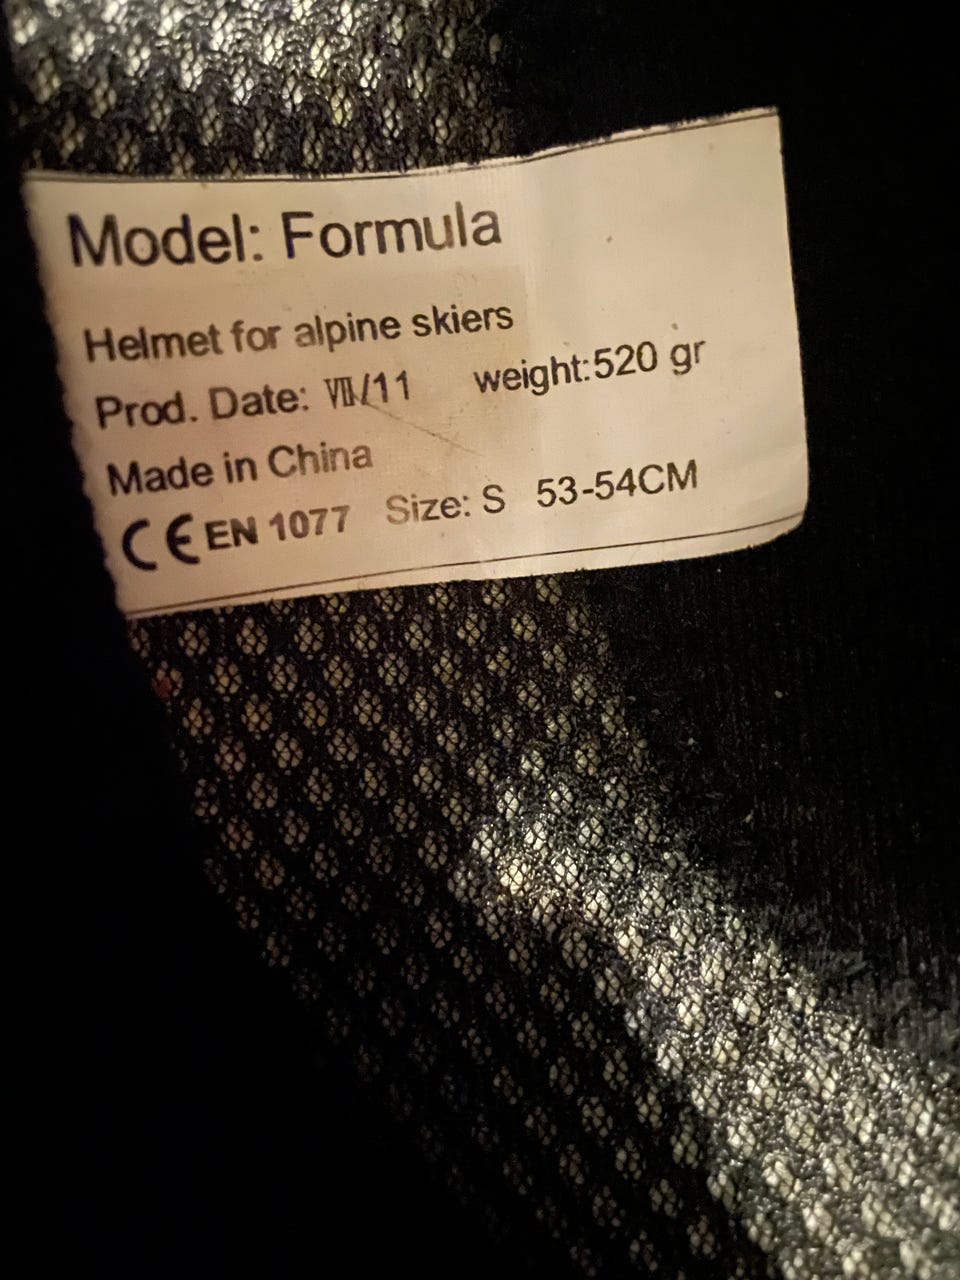 Model: Formula
Helmet for alpine skiers
Prod. Date: Ⅶ/11 weight:520 gr
Made in China
CE EN 1077 Size: S 53-54CM